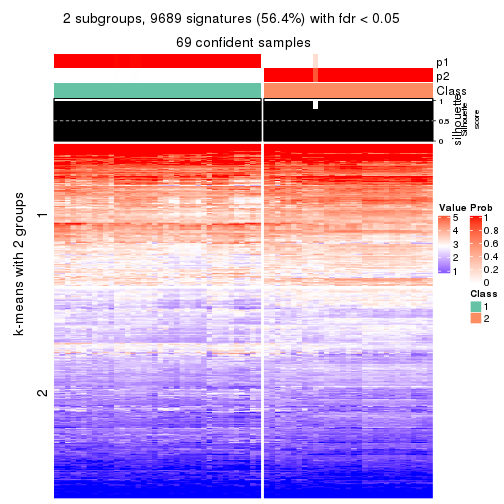 2 subgroups, 9689 signatures (56.4%) with fdr < 0.05
69 confident samples
p1
p2
Class
1
0.5
0
silhouette
Silhouette
score
k-means with 2 groups
1
2
Value
5
4
3
2
1
Prob
1
0.8
0.6
0.4
0.2
0
Class
1
2